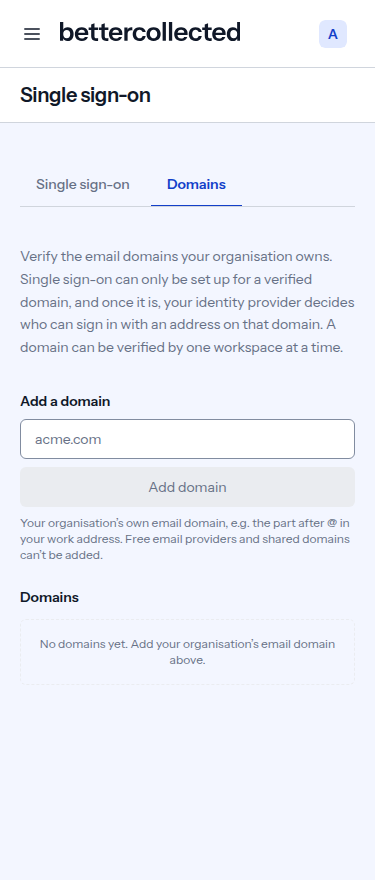 bettercollected
A
Single sign-on
Single sign-on
Domains
Verify the email domains your organisation owns.
Single sign-on can only be set up for a verified
domain, and once it is, your identity provider decides
who can sign in with an address on that domain. A
domain can be verified by one workspace at a time.
Add a domain
acme.com
Add domain
Your organisation’s own email domain, e.g. the part after @ in
your work address. Free email providers and shared domains
can’t be added.
Domains
No domains yet. Add your organisation’s email domain
above.